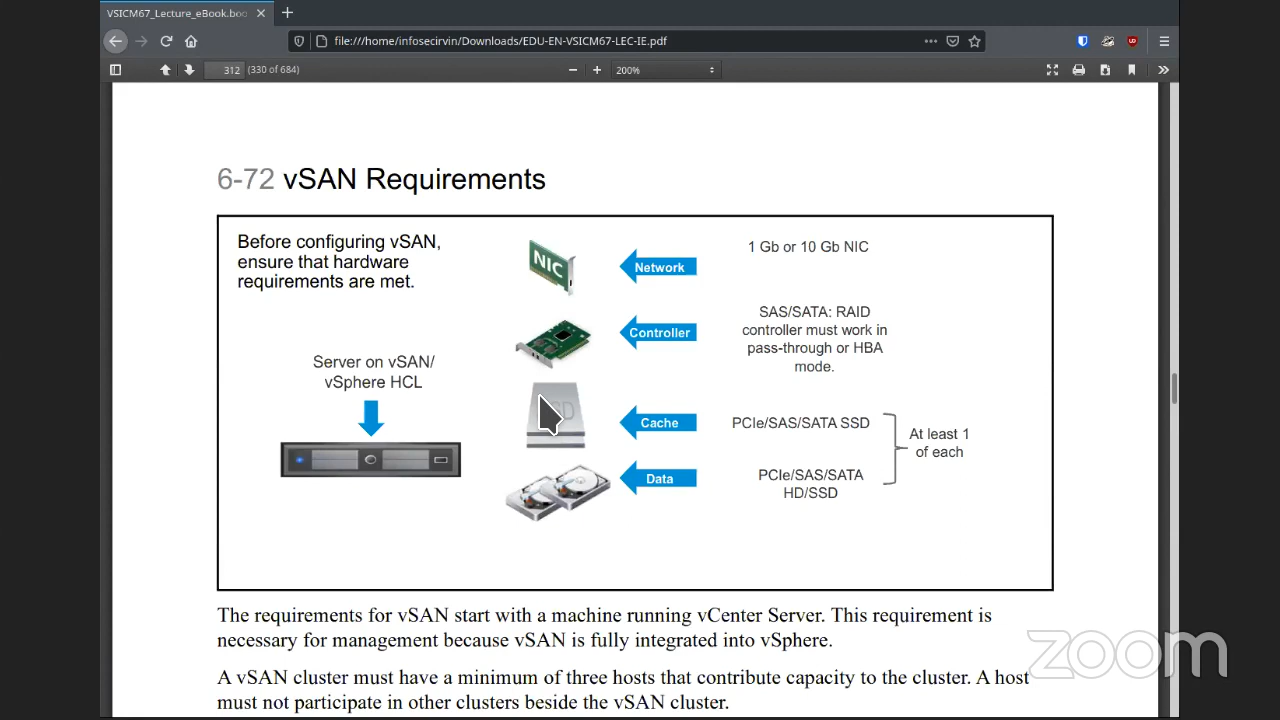 VSICM67_Lecture_eBook.boo
file:///home/infosecirvin/Downloads/EDU-EN-VSICM67-LEC-IE.pdf
312 (330 of 684)
200%
6-72 vSAN Requirements
Before configuring vSAN,
ensure that hardware
requirements are met.
Server on vSAN/
vSphere HCL
NIC
Network
1 Gb or 10 Gb NIC
Controller
SAS/SATA: RAID
controller must work in
pass-through or HBA
mode.
Cache
PCIe/SAS/SATA SSD
Data
PCIe/SAS/SATA
HD/SSD
At least 1
of each
The requirements for vSAN start with a machine running vCenter Server. This requirement is
necessary for management because vSAN is fully integrated into vSphere.
A vSAN cluster must have a minimum of three hosts that contribute capacity to the cluster. A host
must not participate in other clusters beside the vSAN cluster.
zoom